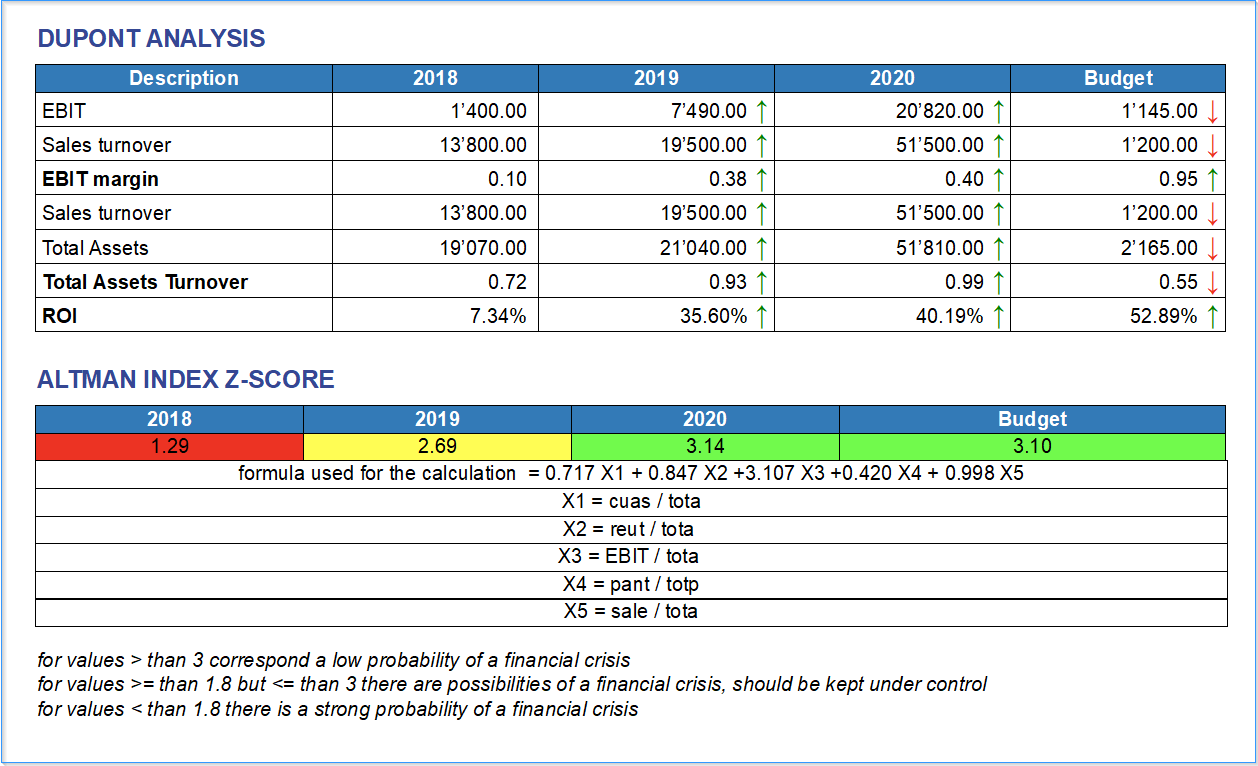 DUPONT ANALYSIS
Description 2018 2019 2020 Budget
EBIT 1’400.00 7’490.00 ↑ 20’820.00 ↑ 1’145.00 ↓
Sales turnover 13’800.00 19’500.00 ↑ 51’500.00 ↑ 1’200.00 ↓
EBIT margin 0.10 0.38 ↑ 0.40 ↑ 0.95 ↑
Sales turnover 13’800.00 19’500.00 ↑ 51’500.00 ↑ 1’200.00 ↓
Total Assets 19’070.00 21’040.00 ↑ 51’810.00 ↑ 2’165.00 ↓
Total Assets Turnover 0.72 0.93 ↑ 0.99 ↑ 0.55 ↓
ROI 7.34% 35.60% ↑ 40.19% ↑ 52.89% ↑
ALTMAN INDEX Z-SCORE
2018 2019 2020 Budget
1.29 2.69 3.14 3.10
formula used for the calculation = 0.717 X1 + 0.847 X2 +3.107 X3 +0.420 X4 + 0.998 X5
X1 = cuas / tota
X2 = reut / tota
X3 = EBIT / tota
X4 = pant / totp
X5 = sale / tota
for values > than 3 correspond a low probability of a financial crisis
for values >= than 1.8 but <= than 3 there are possibilities of a financial crisis, should be kept under control
for values < than 1.8 there is a strong probability of a financial crisis